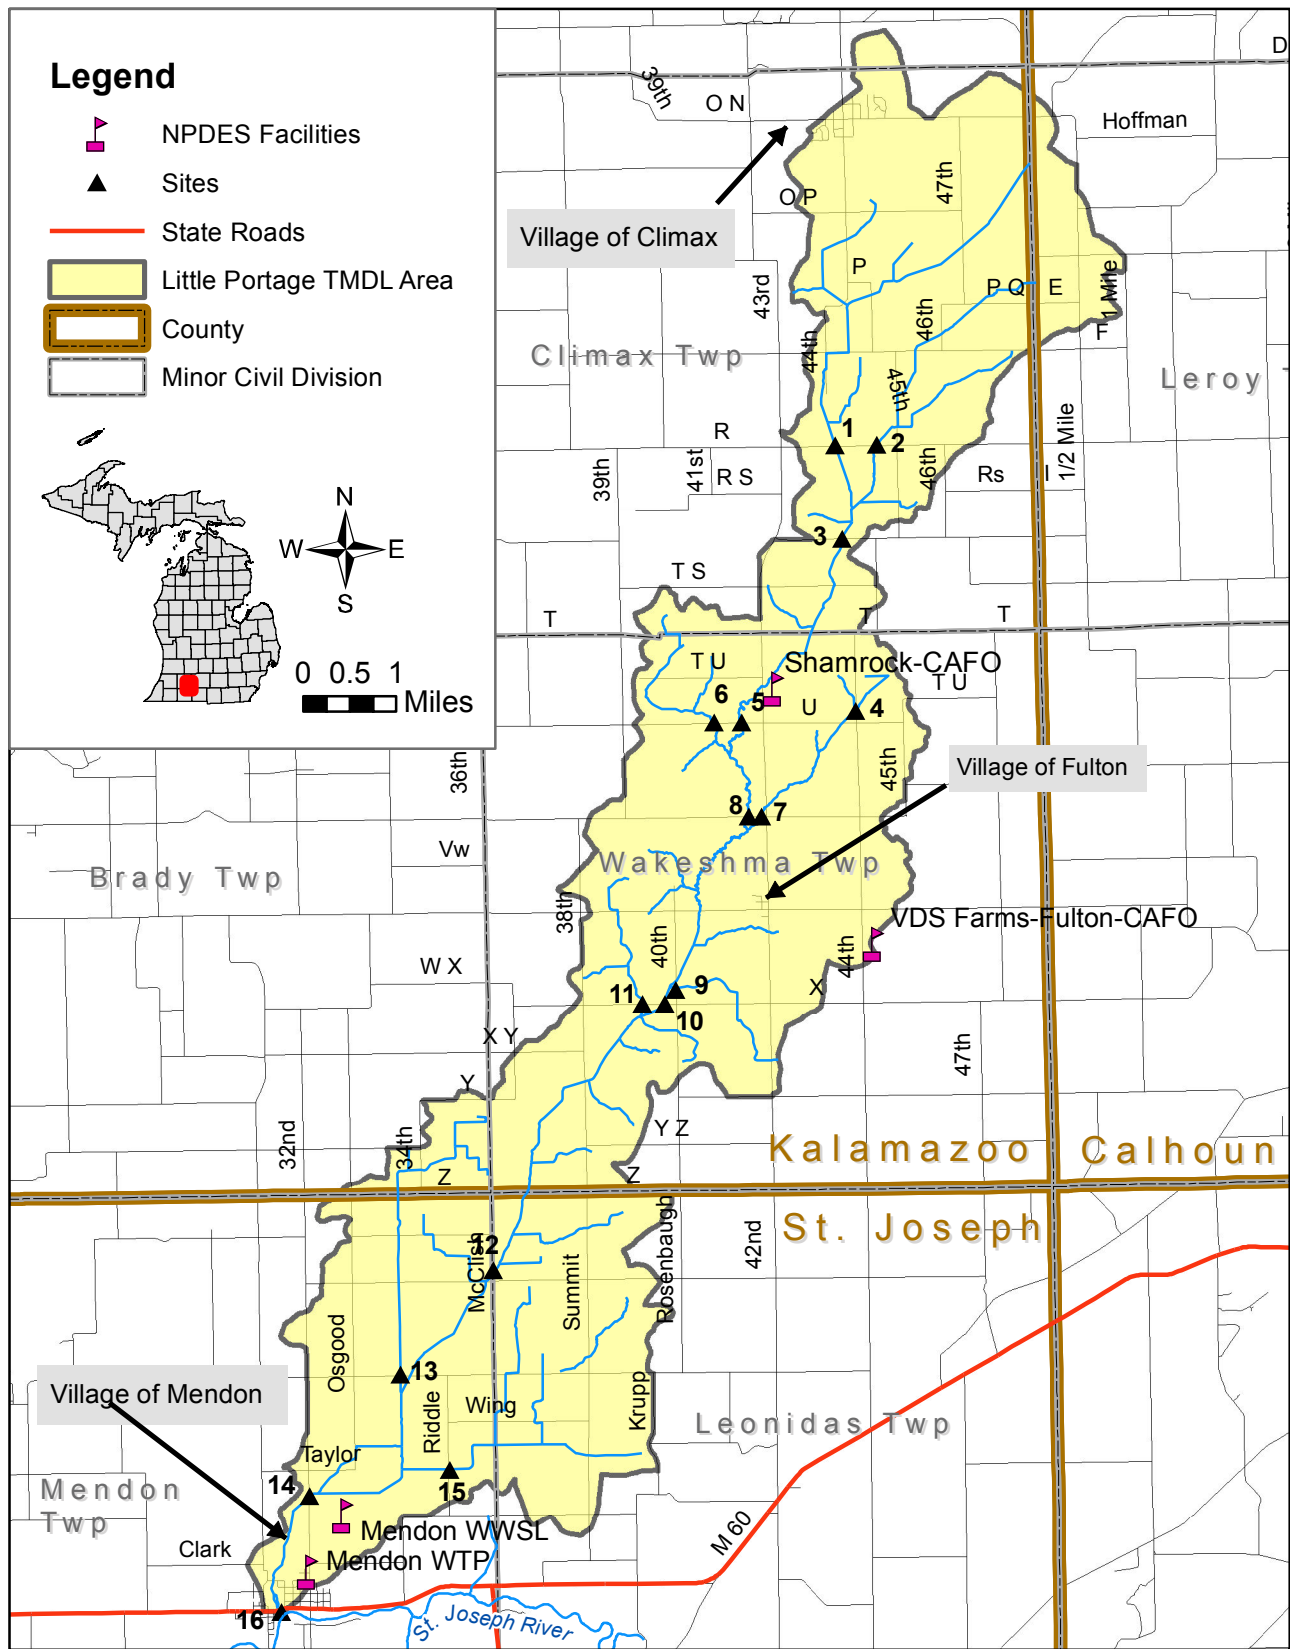 Legend
NPDES Facilities
Sites
State Roads
Little Portage TMDL Area
County
Minor Civil Division
N
W
E
S
0 0.5 1
Miles
D
39th
O N
Hoffman
47th
O P
Village of Climax
P
43rd
P Q
E
1 Mile
F
46th
44th
Climax Twp
45th
Leroy T
R
1
2
1/2 Mile
41st
39th
R S
46th
Rs
I
3
T S
T
T
T
T U
Shamrock-CAFO
T U
6
5
U
4
36th
45th
Village of Fulton
8
7
Vw
Wakeshma Twp
Brady Twp
38th
VDS Farms-Fulton-CAFO
40th
44th
W X
9
X
11
10
X Y
47th
Y
32nd
34th
Y Z
Kalamazoo
Calhoun
Z
Z
St. Joseph
12
McClish
Summit
Rosenbaugh
42nd
Osgood
13
Village of Mendon
Riddle
Wing
Krupp
Leonidas Twp
Taylor
14
15
Mendon
Twp
Mendon WWSL
M 60
Clark
Mendon WTP
16
St. Joseph River